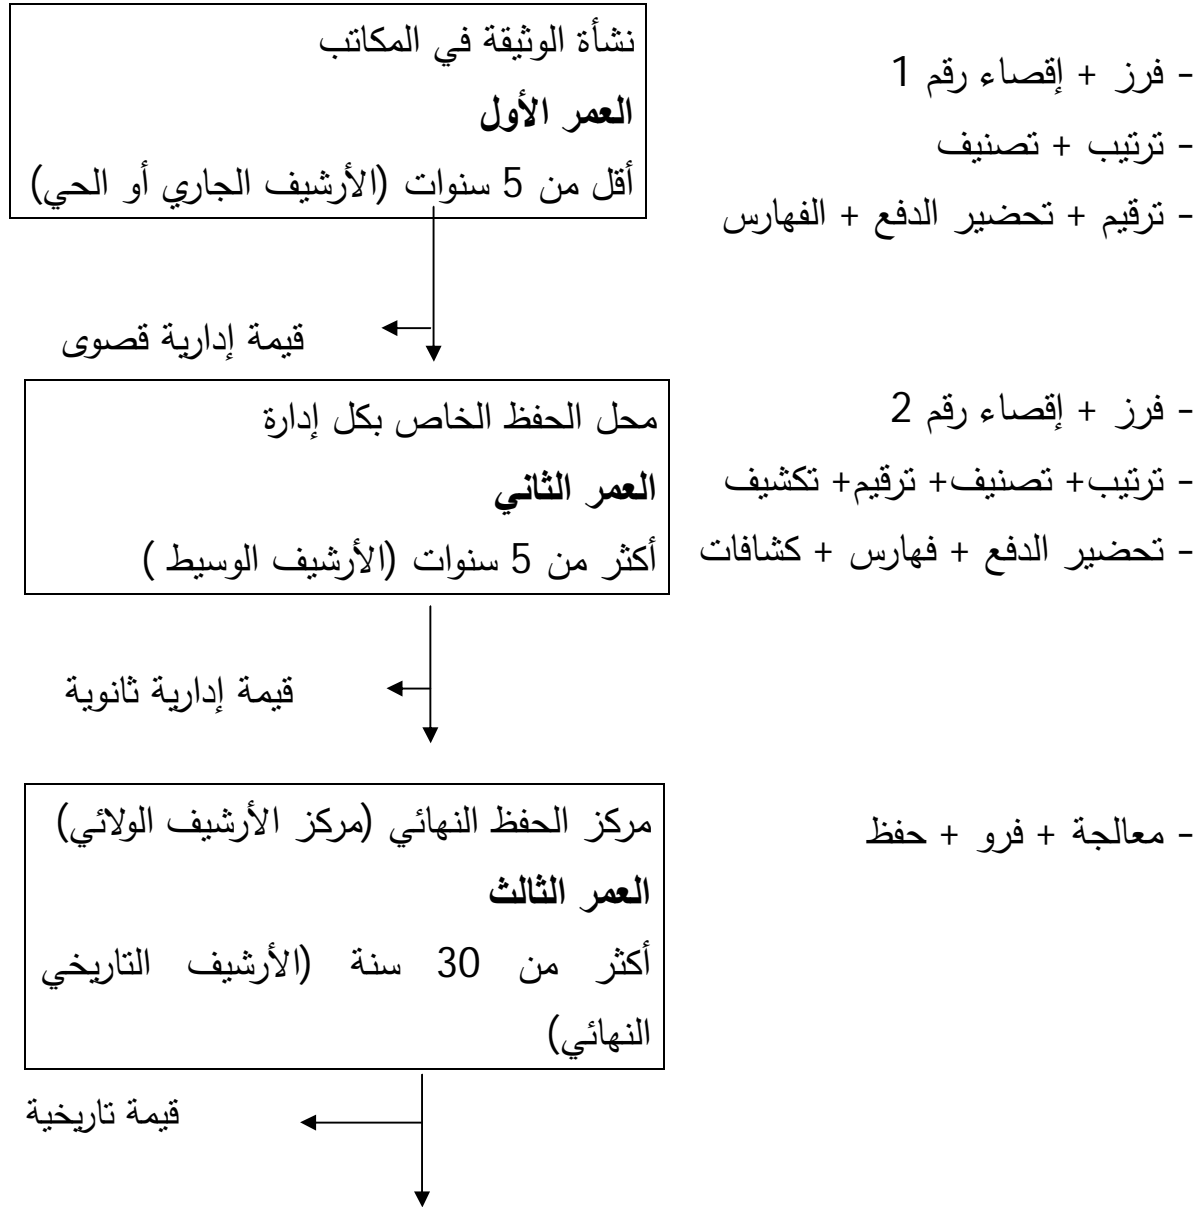 نشأة الوثيقة في المكاتب
العمر الأول
أقل من 5 سنوات (الأرشيف الجاري أو الحي)
- فرز + إقصاء رقم 1
- ترتيب + تصنيف
- ترقيم + تحضير الدفع + الفهارس
قيمة إدارية قصوى
محل الحفظ الخاص بكل إدارة
العمر الثاني
أكثر من 5 سنوات (الأرشيف الوسيط )
- فرز + إقصاء رقم 2
- ترتيب+ تصنيف+ ترقيم+ تكشيف
- تحضير الدفع + فهارس + كشافات
قيمة إدارية ثانوية
مركز الحفظ النهائي (مركز الأرشيف الولائي)
العمر الثالث
أكثر من 30 سنة (الأرشيف التاريخي
النهائي)
- معالجة + فرو + حفظ
قيمة تاريخية